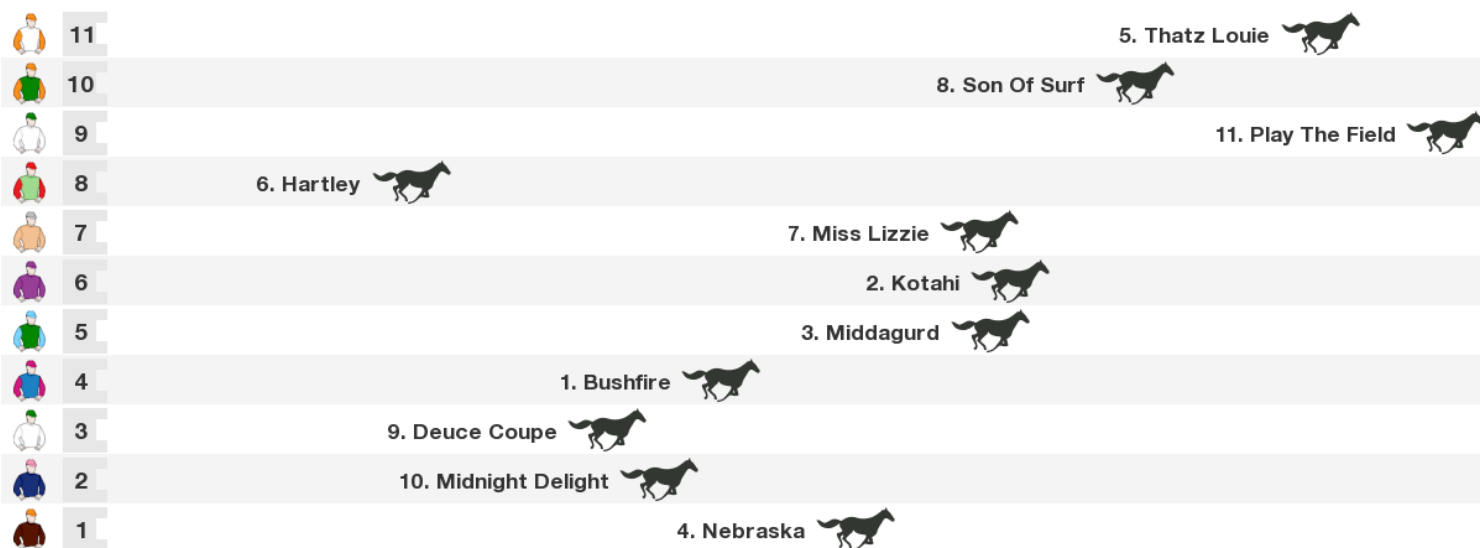 11 5. Thatz Louie
10 8. Son Of Surf
9 11. Play The Field
8 6. Hartley
7 7. Miss Lizzie
6 2. Kotahi
5 3. Middagurd
4 1. Bushfire
3 9. Deuce Coupe
2 10. Midnight Delight
1 4. Nebraska